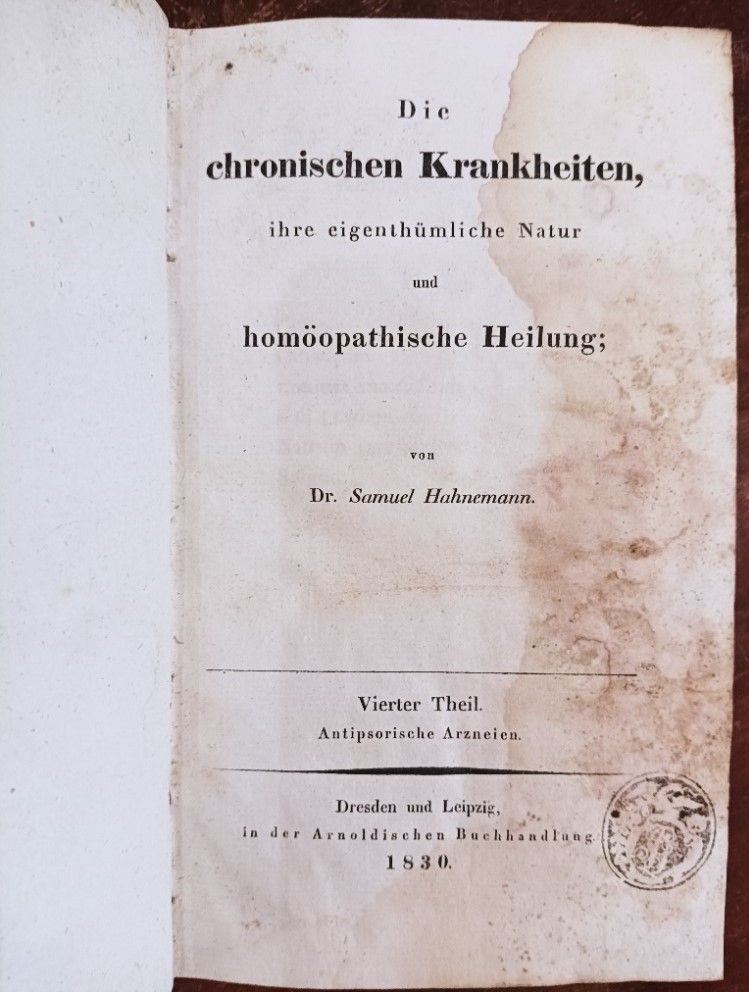 Die
chronischen Krankheiten,
ihre eigenthümliche Natur
und
homöopathische Heilung;
von
Dr. Samuel Hahnemann.
Vierter Theil.
Antipsorische Arzneien.
Dresden und Leipzig,
in der Arnoldischen Buchhandlung.
1830.